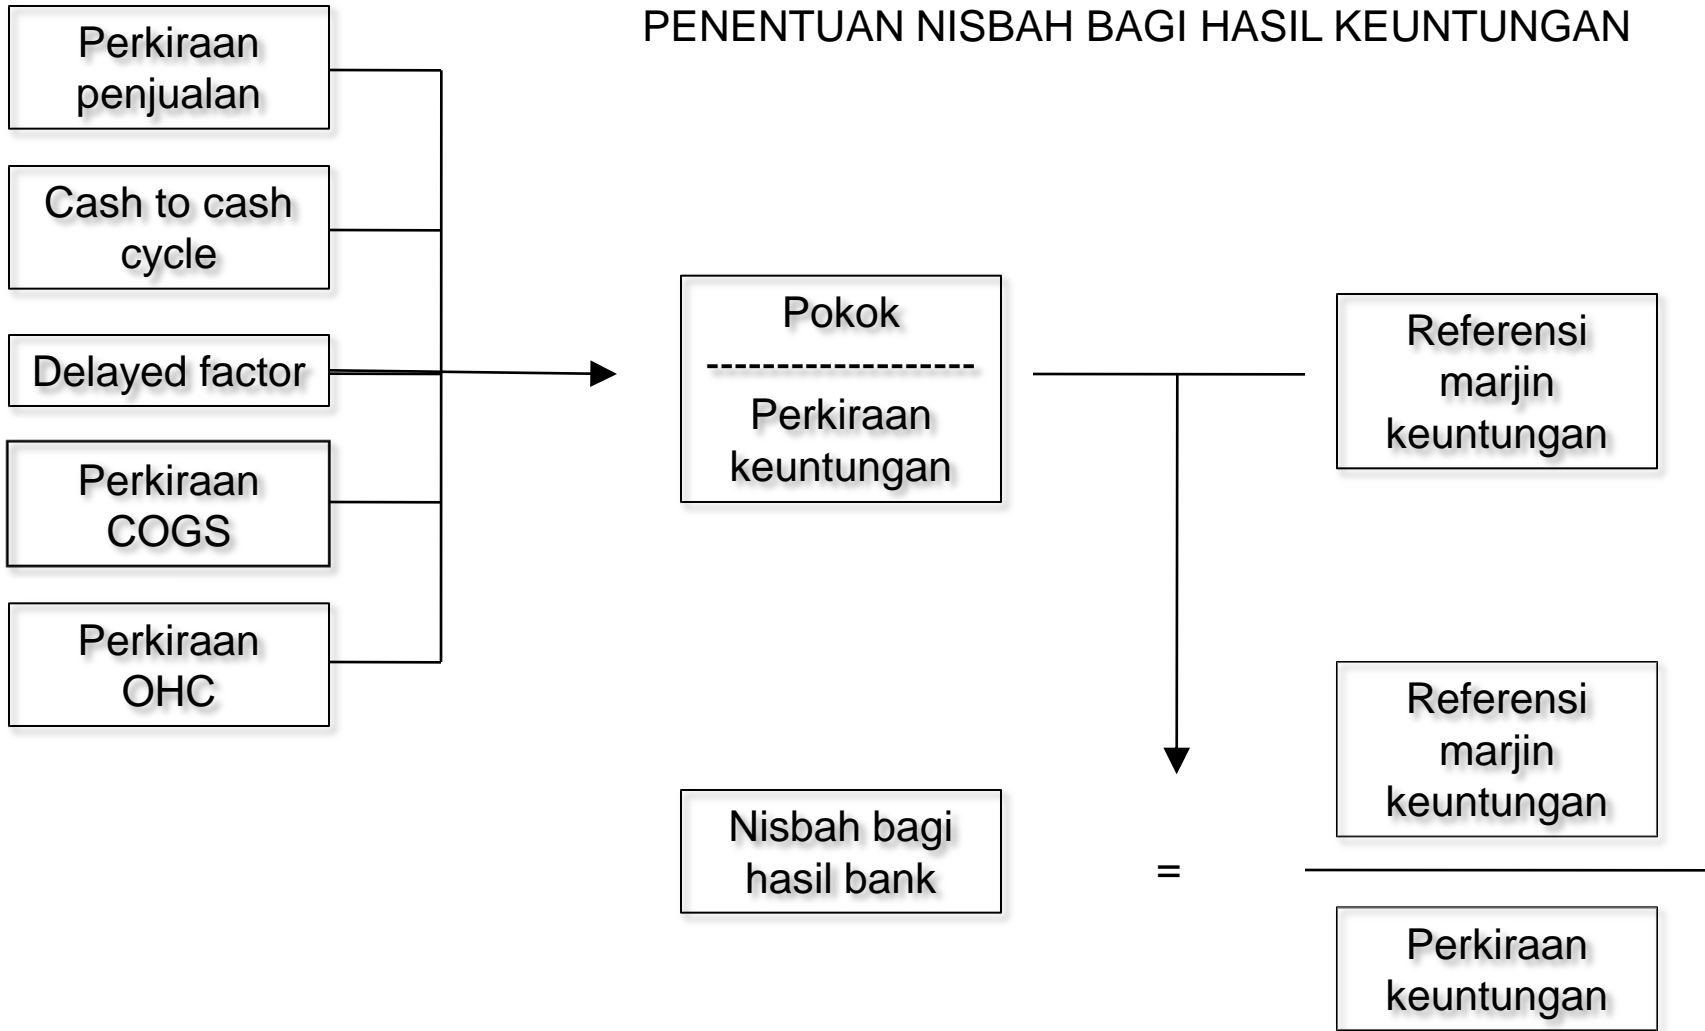 PENENTUAN NISBAH BAGI HASIL KEUNTUNGAN
Perkiraan
penjualan
Cash to cash
cycle
Delayed factor
Perkiraan
COGS
Perkiraan
OHC
Pokok
-------------------
Perkiraan
keuntungan
Referensi
marjin
keuntungan
Nisbah bagi
hasil bank
=
Referensi
marjin
keuntungan
Perkiraan
keuntungan